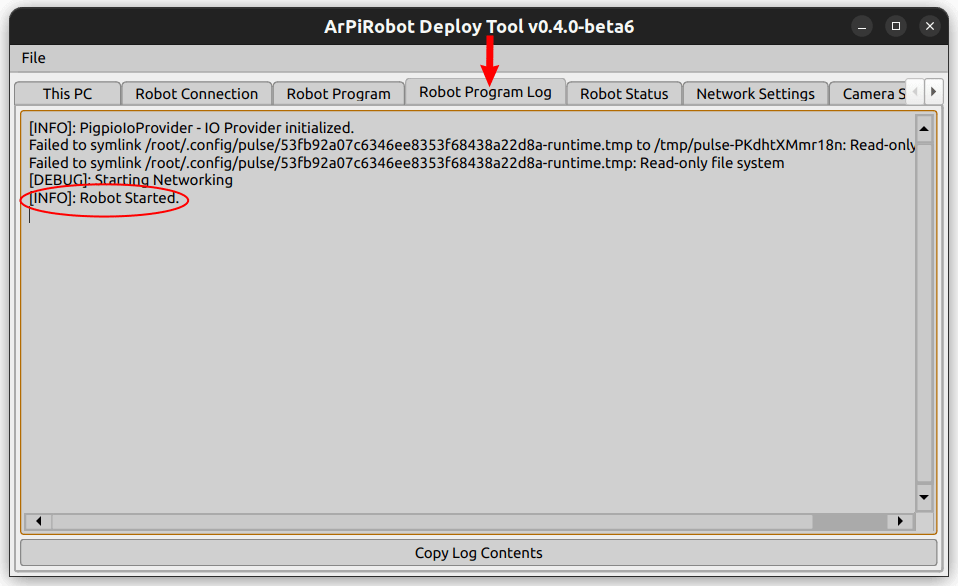 ArPiRobot Deploy Tool v0.4.0-beta6
File
This PC Robot Connection Robot Program Robot Program Log Robot Status Network Settings Camera S
[INFO]: PigpioIoProvider - IO Provider initialized.
Failed to symlink /root/.config/pulse/53fb92a07c6346ee8353f68438a22d8a-runtime.tmp to /tmp/pulse-PKdhtXMmr18n: Read-only
Failed to symlink /root/.config/pulse/53fb92a07c6346ee8353f68438a22d8a-runtime.tmp: Read-only file system
[DEBUG]: Starting Networking
[INFO]: Robot Started.
Copy Log Contents